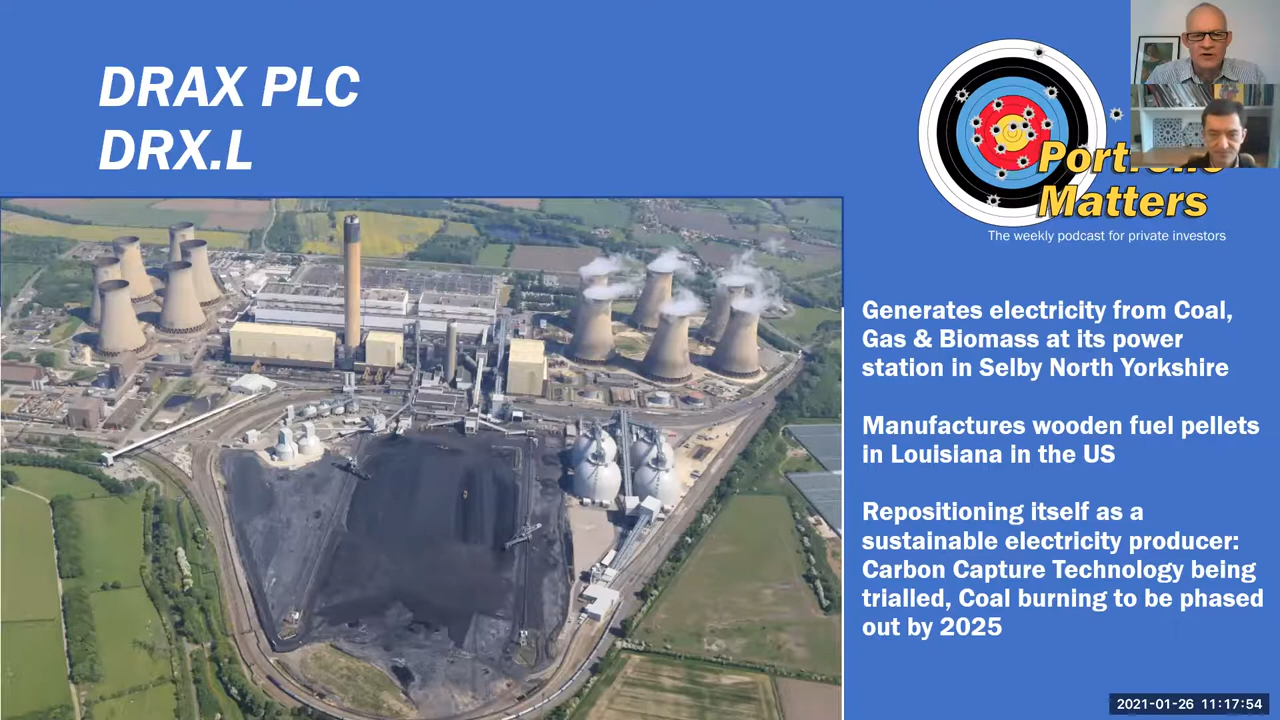 DRAX PLC
DRX.L
Matters
The weekly podcast for private investors
Generates electricity from Coal,
Gas & Biomass at its power
station in Selby North Yorkshire
Manufactures wooden fuel pellets
in Louisiana in the US
Repositioning itself as a
sustainable electricity producer:
Carbon Capture Technology being
trialled, Coal burning to be phased
out by 2025
2021-01-26 11:17:54